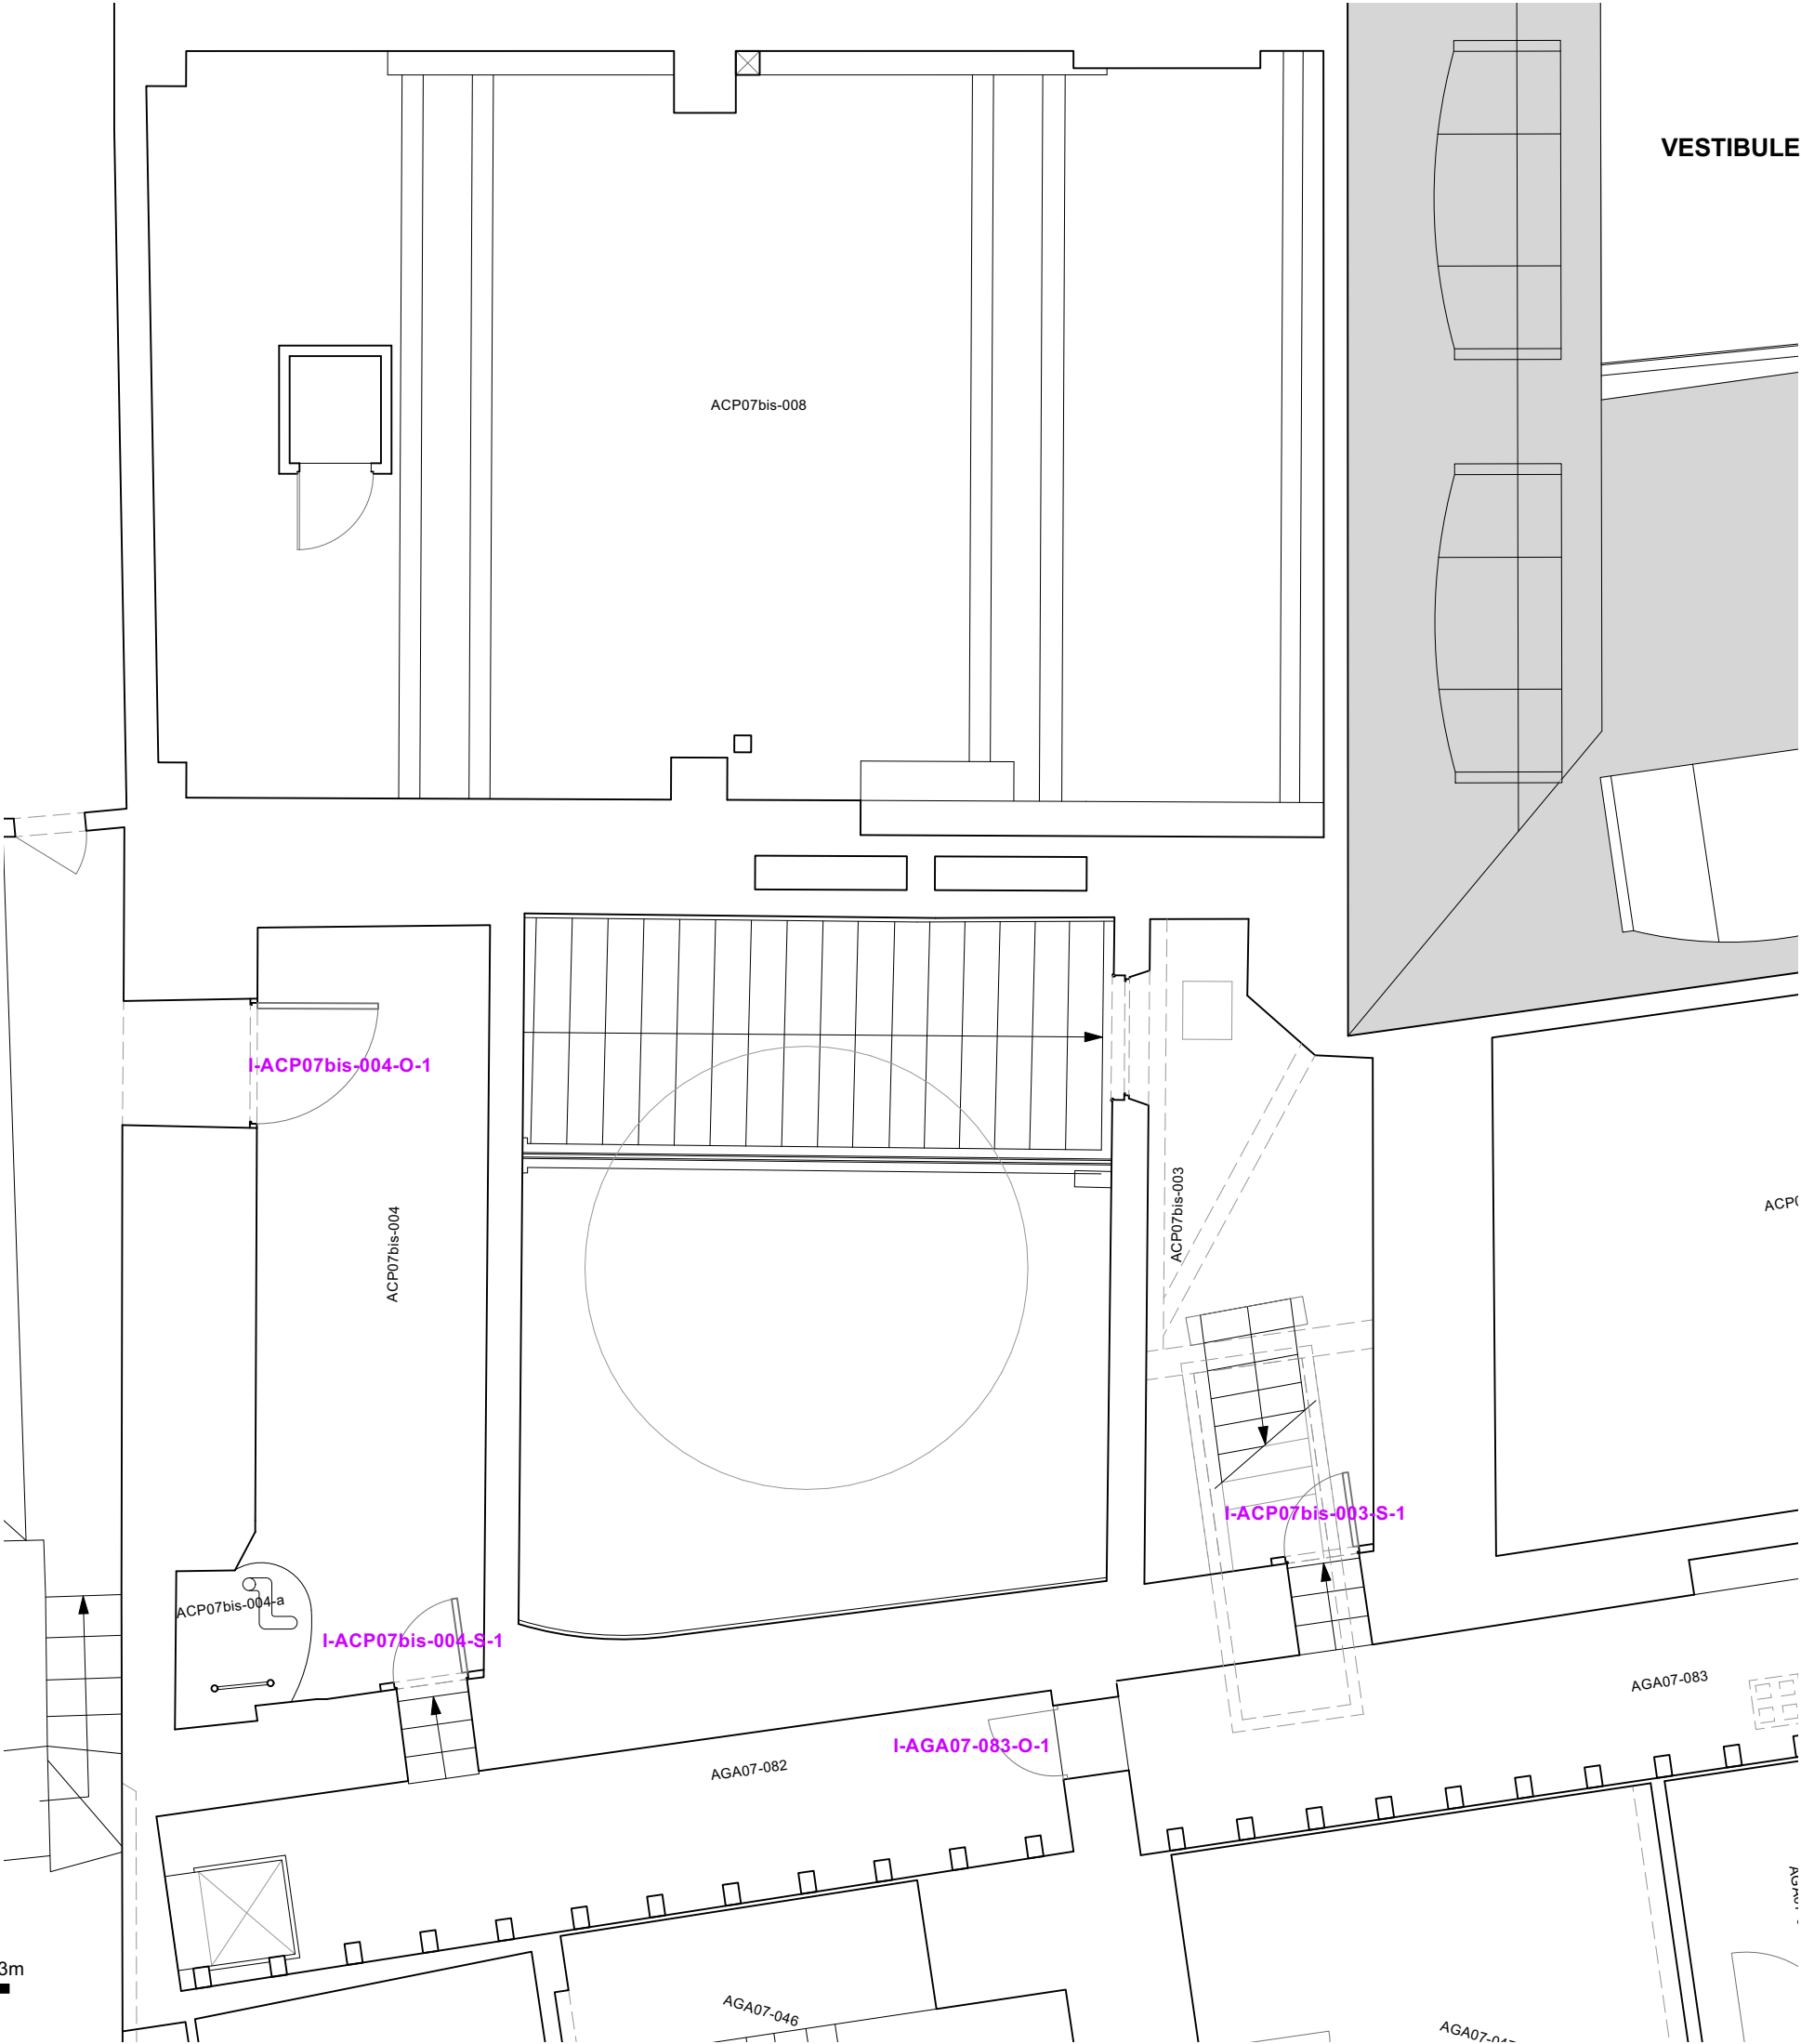 VESTIBULE
ACP07bis-008
I-ACP07bis-004-O-1
ACP07bis-004
ACP07bis-003
I-ACP07bis-003-S-1
ACP07bis-004-a
I-ACP07bis-004-S-1
AGA07-083
I-AGA07-083-O-1
AGA07-082
3m
AGA07-046